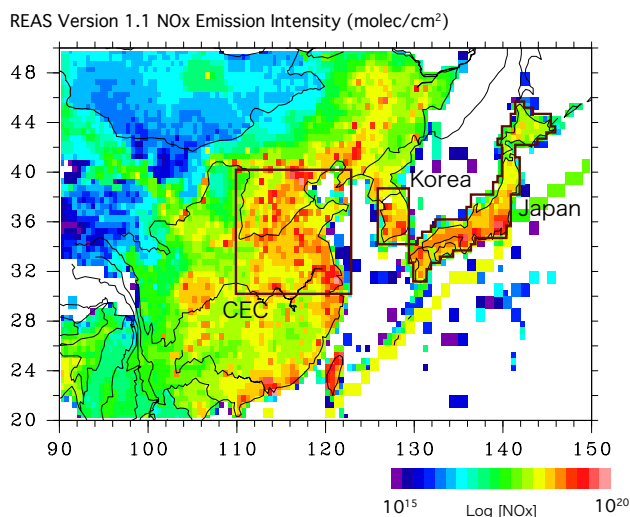 REAS Version 1.1 NOx Emission Intensity (molec/cm²)
48
44
40
36
32
28
24
20
Korea
Japan
CEC
90 100 110 120 130 140 150
10¹⁵ Log [NOx] 10²⁰